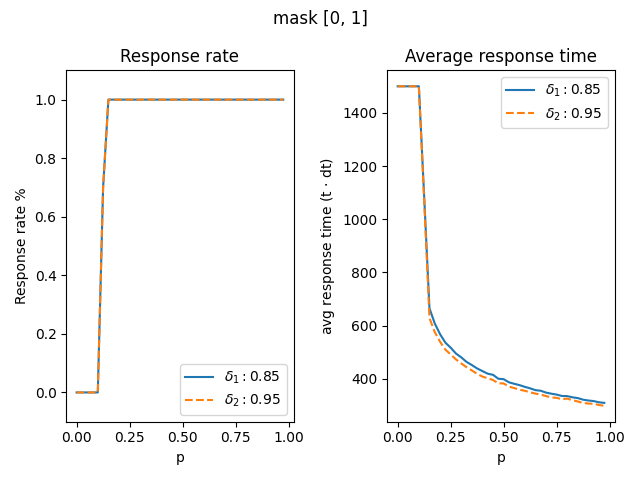 mask [0, 1]
Response rate
Response rate %
1.0
0.8
0.6
0.4
0.2
0.0
0.00 0.25 0.50 0.75 1.00
p
δ₁ : 0.85
δ₂ : 0.95
Average response time
avg response time (t · dt)
1400
1200
1000
800
600
400
0.00 0.25 0.50 0.75 1.00
p
δ₁ : 0.85
δ₂ : 0.95